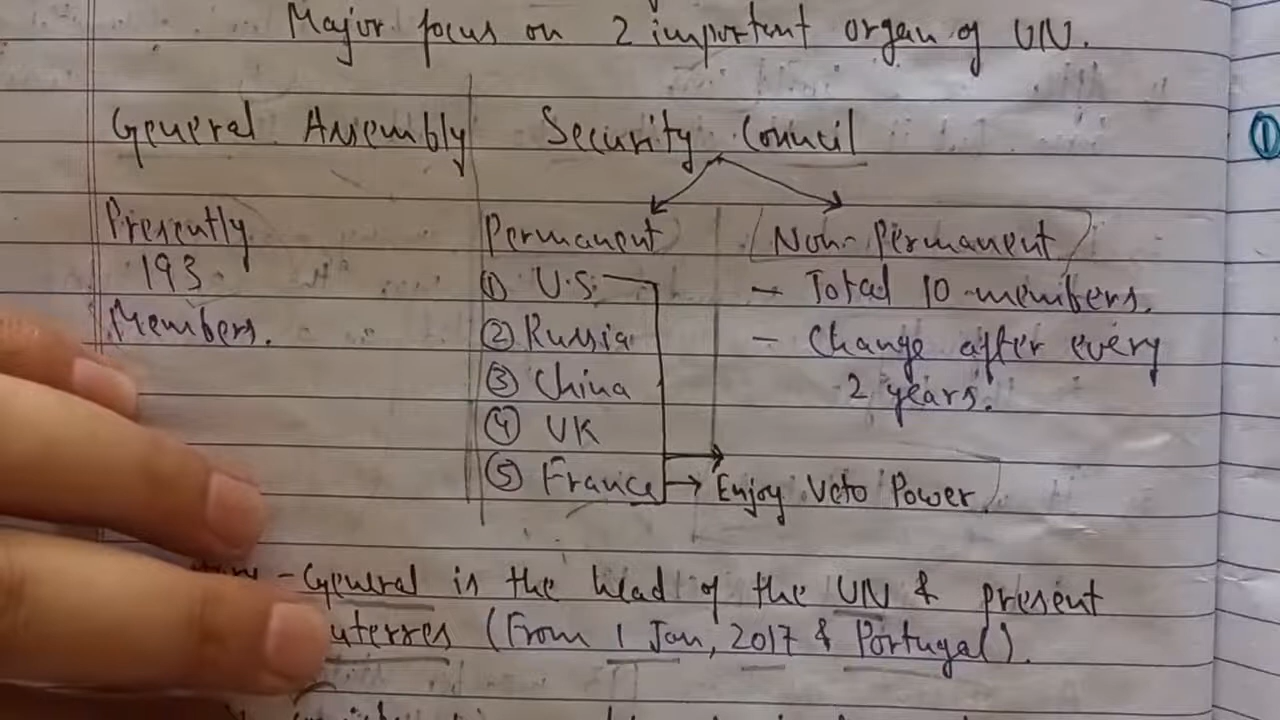 Major focus on 2 important organ of UN.
General Assembly
Security Council
①
Presently
193
Members.
Permanent
① U.S.
② Russia
③ China
④ UK
⑤ France
Non-Permanent
- Total 10 members.
- Change after every
2 years.
→ Enjoy Veto Power
-General is the head of the UN & present
uterres (From 1 Jan, 2017 & Portugal).